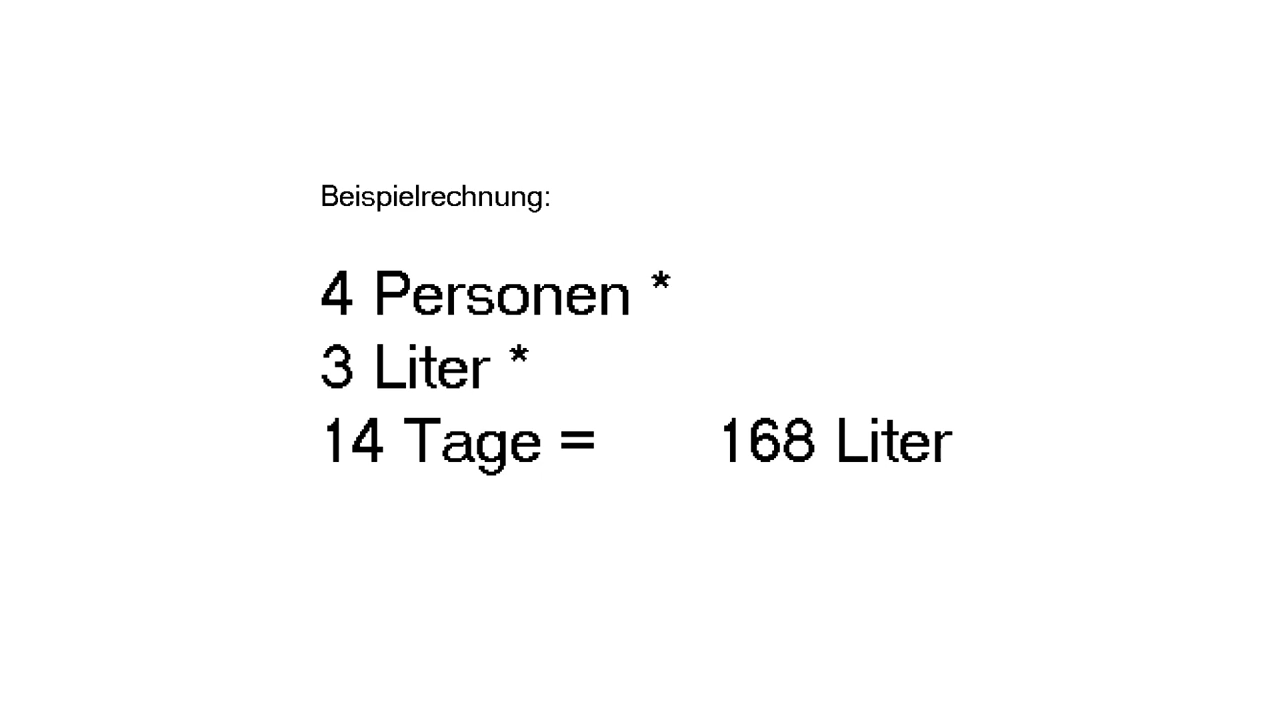 Beispielrechnung:
4 Personen *
3 Liter *
14 Tage = 168 Liter